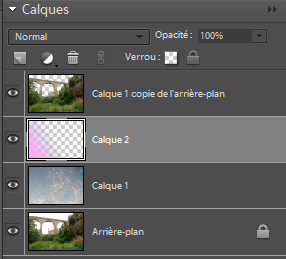 Calques
Normal
Opacité: 100%
Verrou:
Calque 1 copie de l'arrière-plan
Calque 2
Calque 1
Arrière-plan